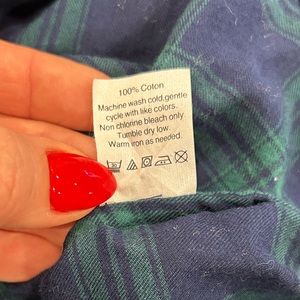 100% Coton
Machine wash cold.gentle
cycle with like colors.
Non chlorine bleach only
Tumble dry low.
Warm iron as needed.